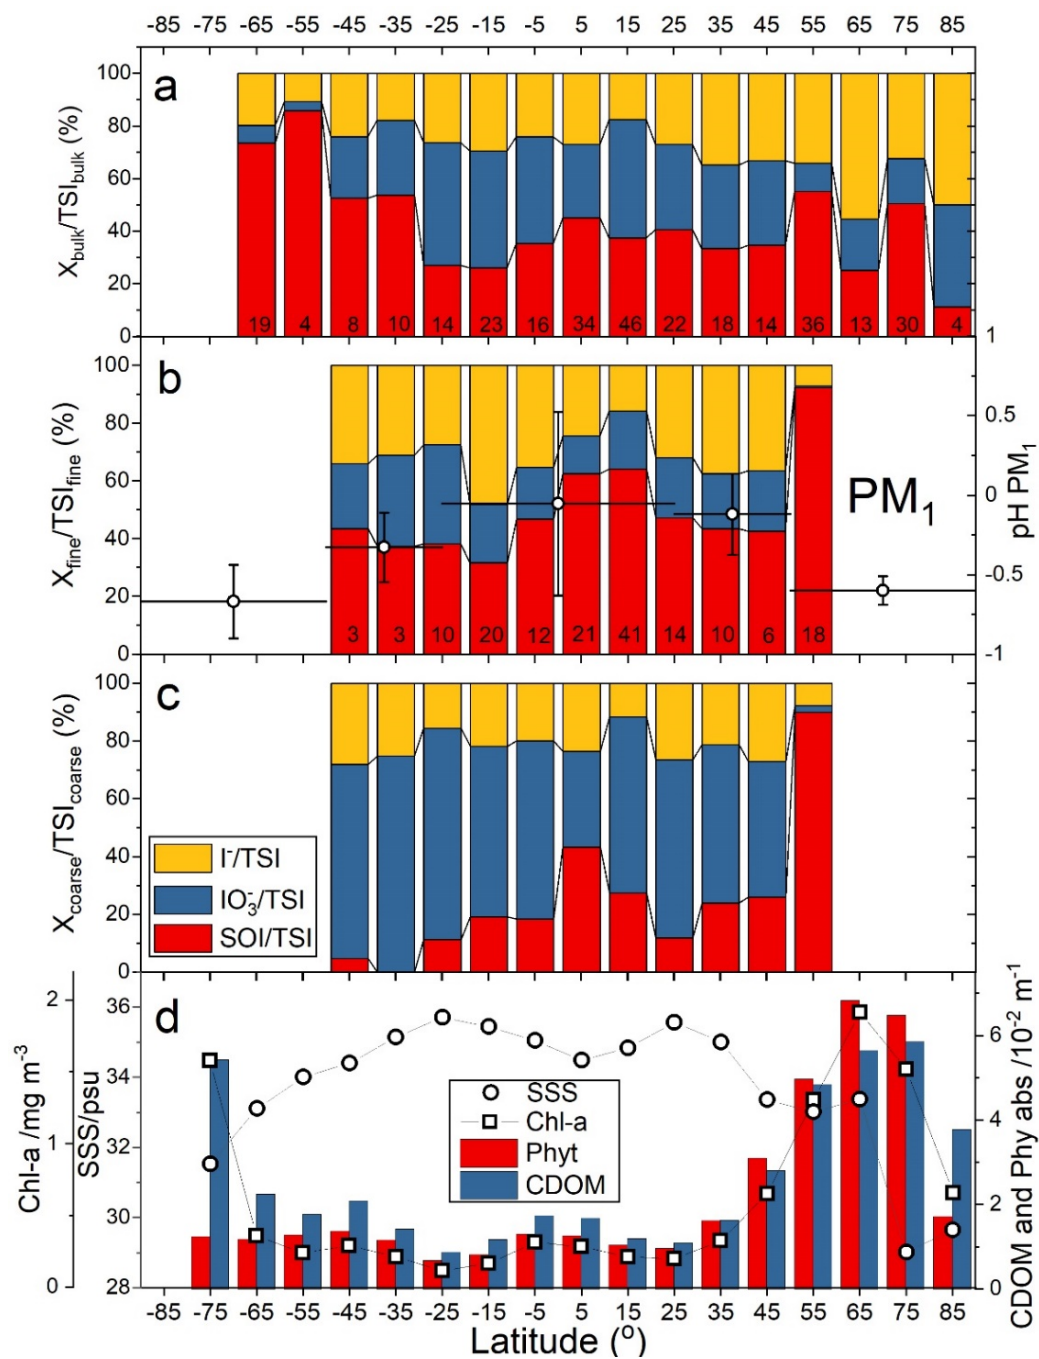 -85 -75 -65 -55 -45 -35 -25 -15 -5 5 15 25 35 45 55 65 75 85
a
100
80
60
40
20
0
X_bulk/TSI_bulk (%)
19 4 8 10 14 23 16 34 46 22 18 14 36 13 30 4
b
100
80
60
40
20
0
X_fine/TSI_fine (%)
3 3 10 20 12 21 41 14 10 6 18
PM₁
1
0.5
0
-0.5
-1
pH PM₁
c
100
80
60
40
20
0
X_coarse/TSI_coarse (%)
I⁻/TSI
IO₃⁻/TSI
SOI/TSI
d
2
1
0
Chl-a /mg m⁻³
36
34
32
30
28
SSS/psu
SSS
Chl-a
Phyt
CDOM
6
4
2
0
CDOM and Phy abs /10⁻² m⁻¹
-85 -75 -65 -55 -45 -35 -25 -15 -5 5 15 25 35 45 55 65 75 85
Latitude (°)